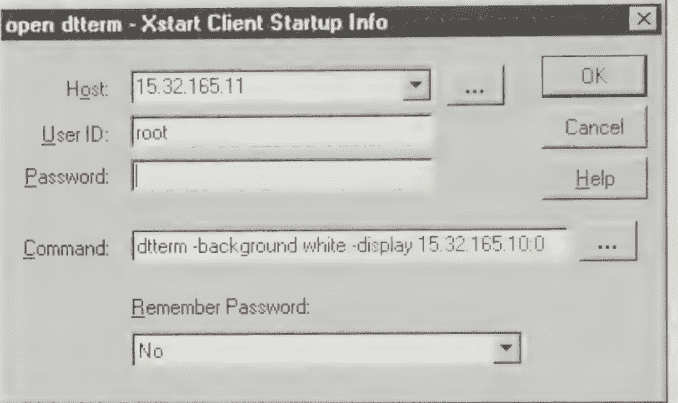 open dtterm - Xstart Client Startup Info
Host: 15.32.165.11 ... OK
User ID: root Cancel
Password: Help
Command: dtterm -background white -display 15.32.165.10:0 ...
Remember Password:
No